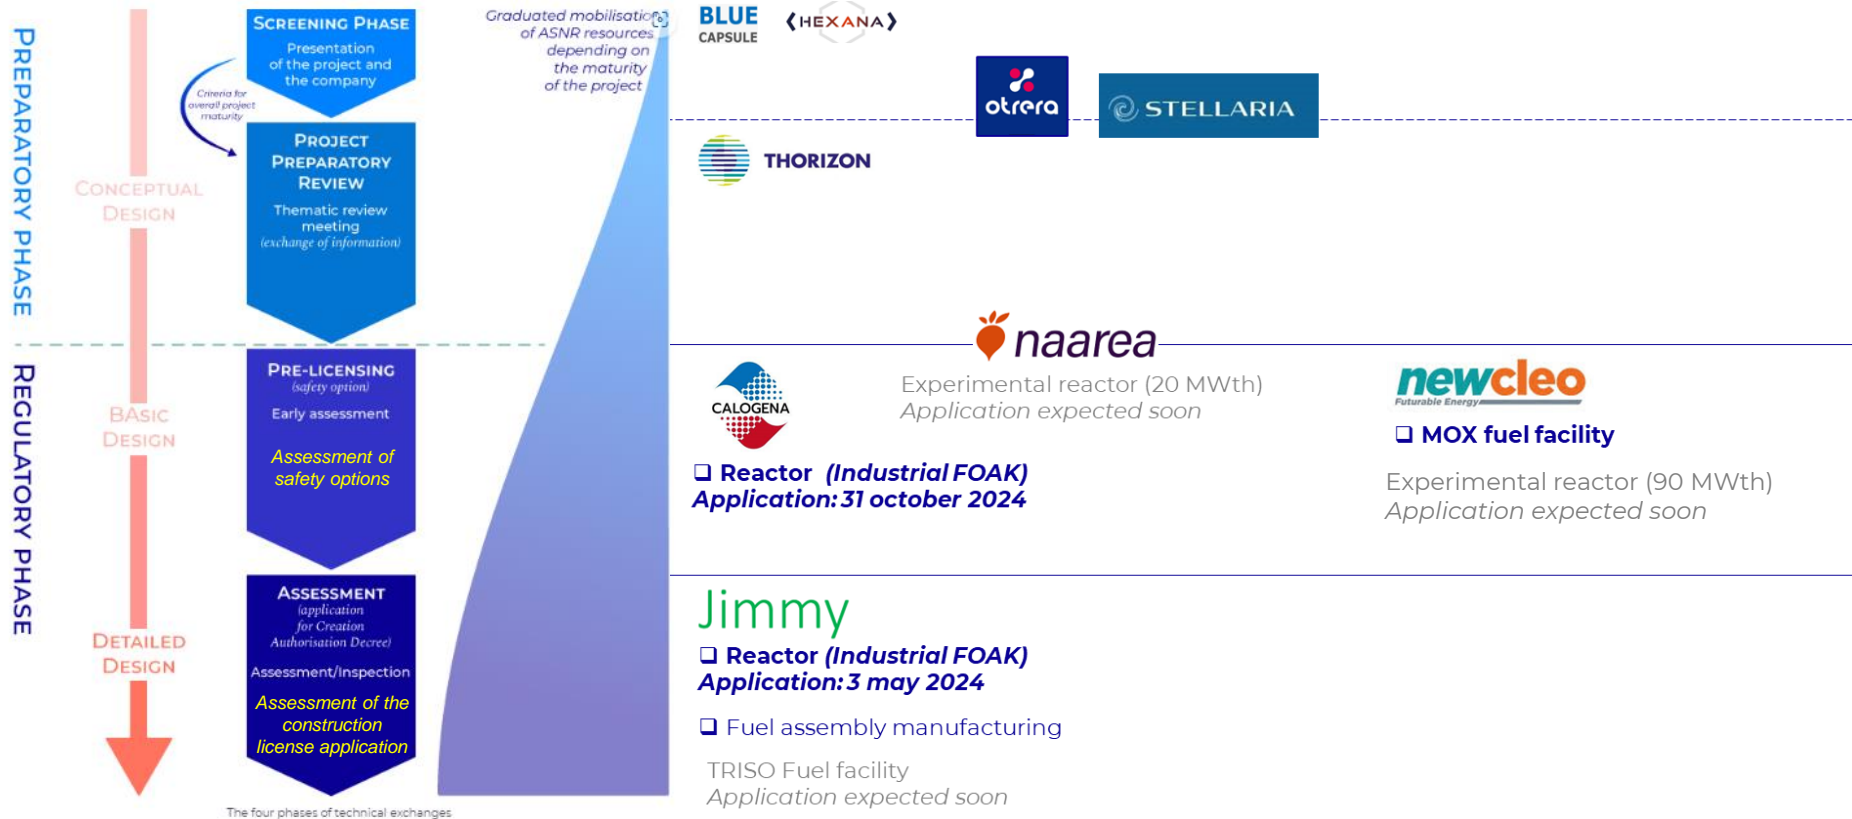 PREPARATORY PHASE
REGULATORY PHASE
CONCEPTUAL
DESIGN
BASIC
DESIGN
DETAILED
DESIGN
SCREENING PHASE
Presentation
of the project and
the company
Criteria for
overall project
maturity
PROJECT
PREPARATORY
REVIEW
Thematic review
meeting
(exchange of information)
PRE-LICENSING
(safety option)
Early assessment
Assessment of
safety options
ASSESSMENT
(application
for Creation
Authorisation Decree)
Assessment/Inspection
Assessment of the
construction
license application
The four phases of technical exchanges
Graduated mobilisation
of ASNR resources
depending on
the maturity
of the project
BLUE
CAPSULE
HEXANA
otrera
STELLARIA
THORIZON
naarea
Experimental reactor (20 MWth)
Application expected soon
CALOGENA
Reactor (Industrial FOAK)
Application: 31 october 2024
newcleo
Futurable Energy
MOX fuel facility
Experimental reactor (90 MWth)
Application expected soon
Jimmy
Reactor (Industrial FOAK)
Application: 3 may 2024
Fuel assembly manufacturing
TRISO Fuel facility
Application expected soon